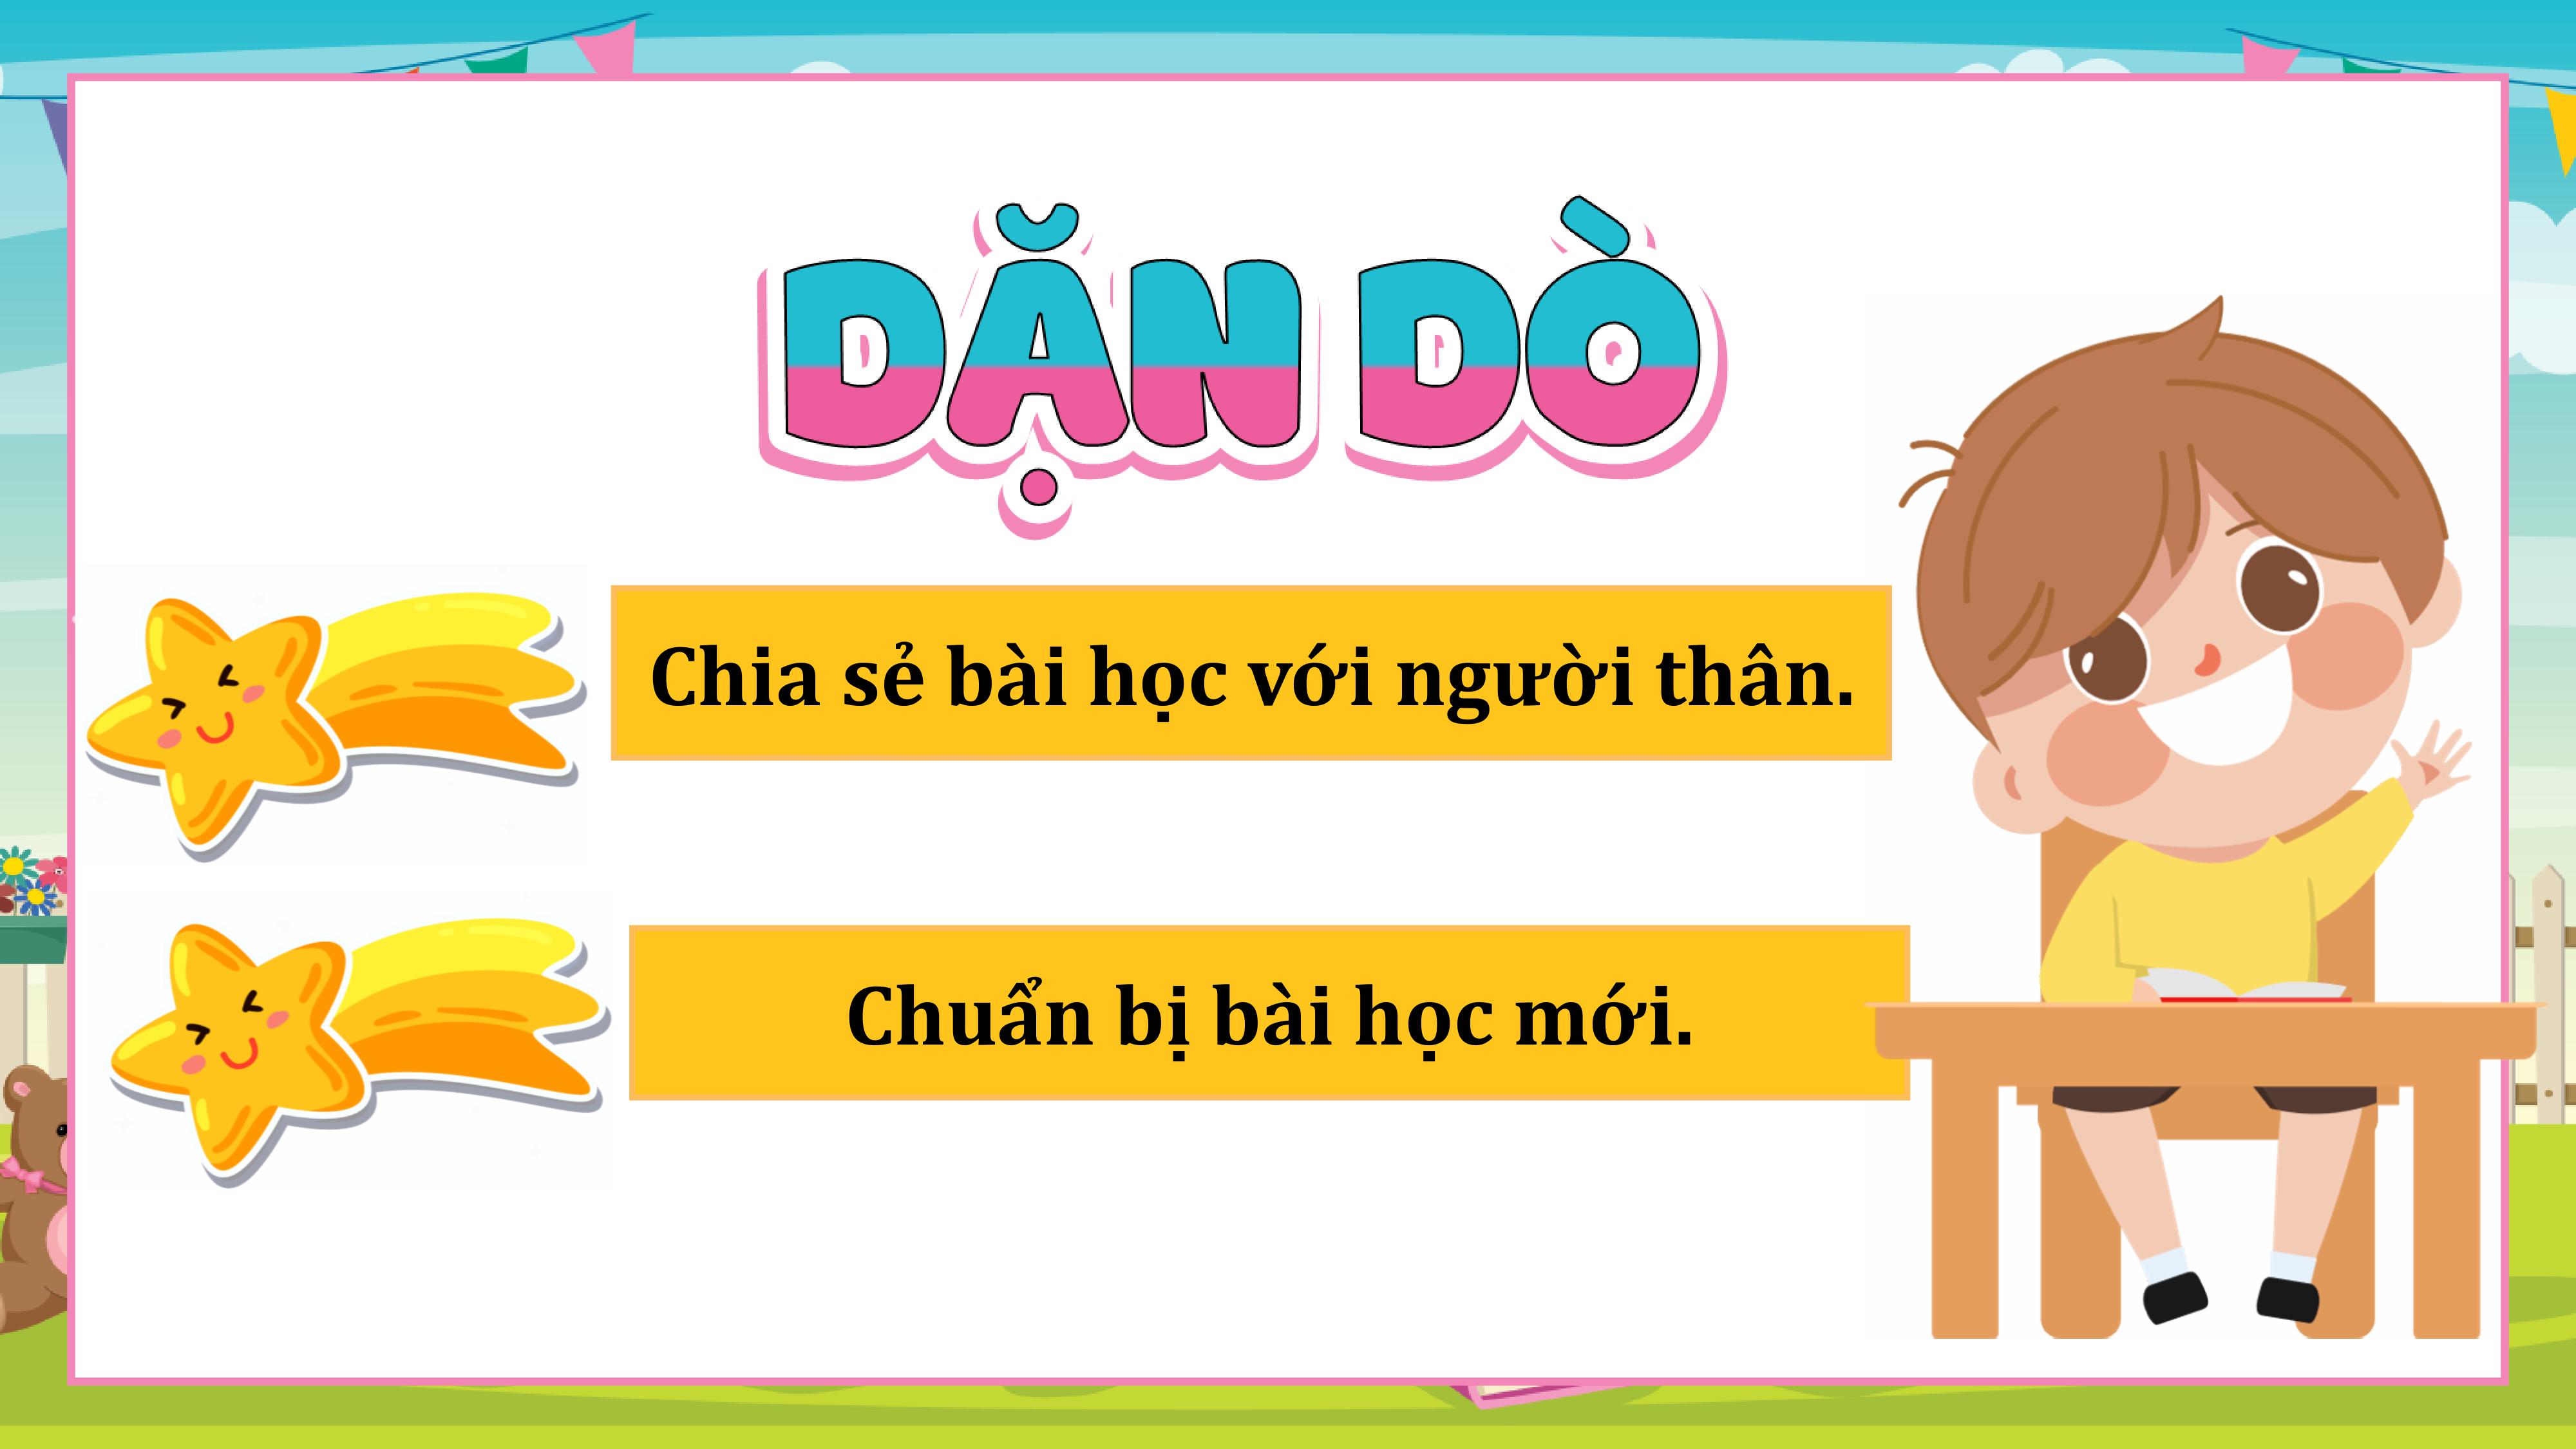 DẶN DÒ
Chia sẻ bài học với người thân.
Chuẩn bị bài học mới.